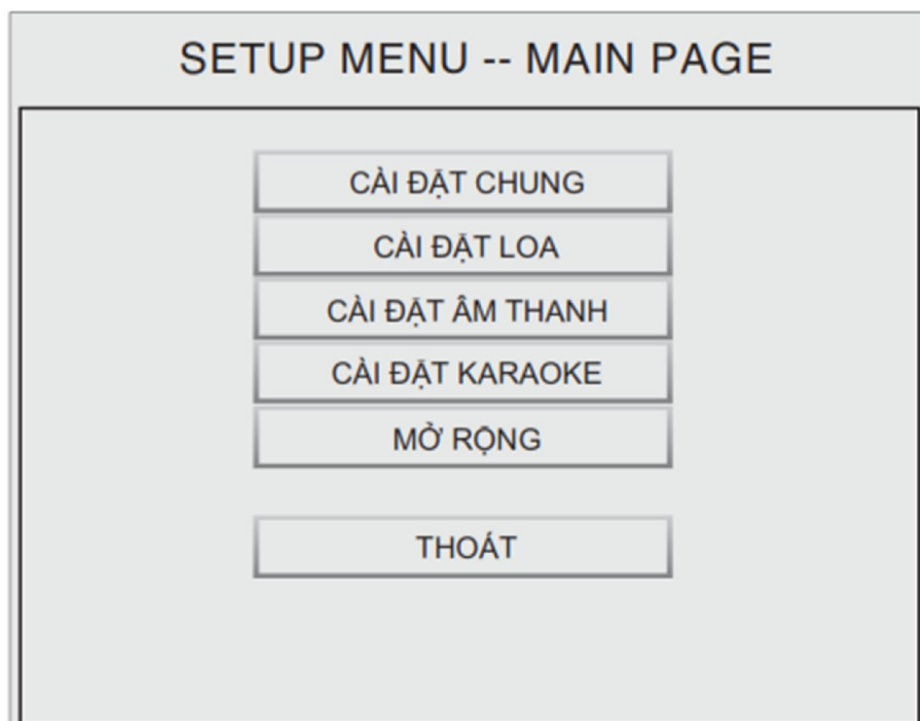 SETUP MENU -- MAIN PAGE
CÀI ĐẶT CHUNG
CÀI ĐẶT LOA
CÀI ĐẶT ÂM THANH
CÀI ĐẶT KARAOKE
MỞ RỘNG
THOÁT